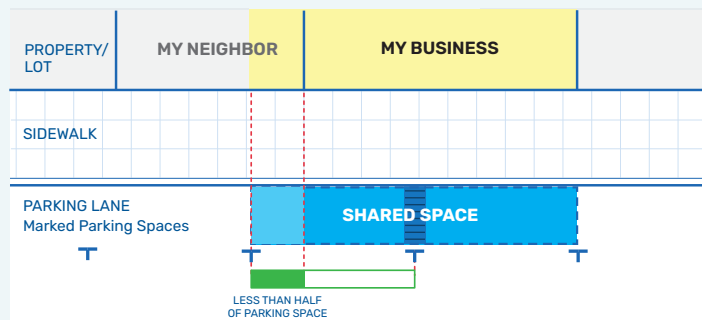 PROPERTY/
LOT
MY NEIGHBOR
MY BUSINESS
SIDEWALK
PARKING LANE
Marked Parking Spaces
SHARED SPACE
LESS THAN HALF
OF PARKING SPACE